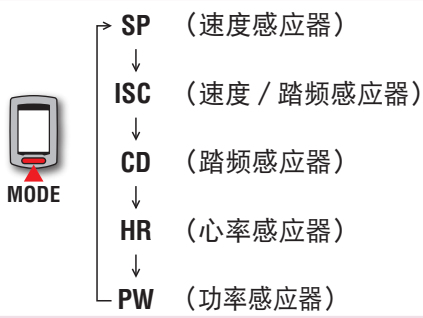 SP （速度感应器）
ISC （速度 / 踏频感应器）
CD （踏频感应器）
MODE
HR （心率感应器）
PW （功率感应器）